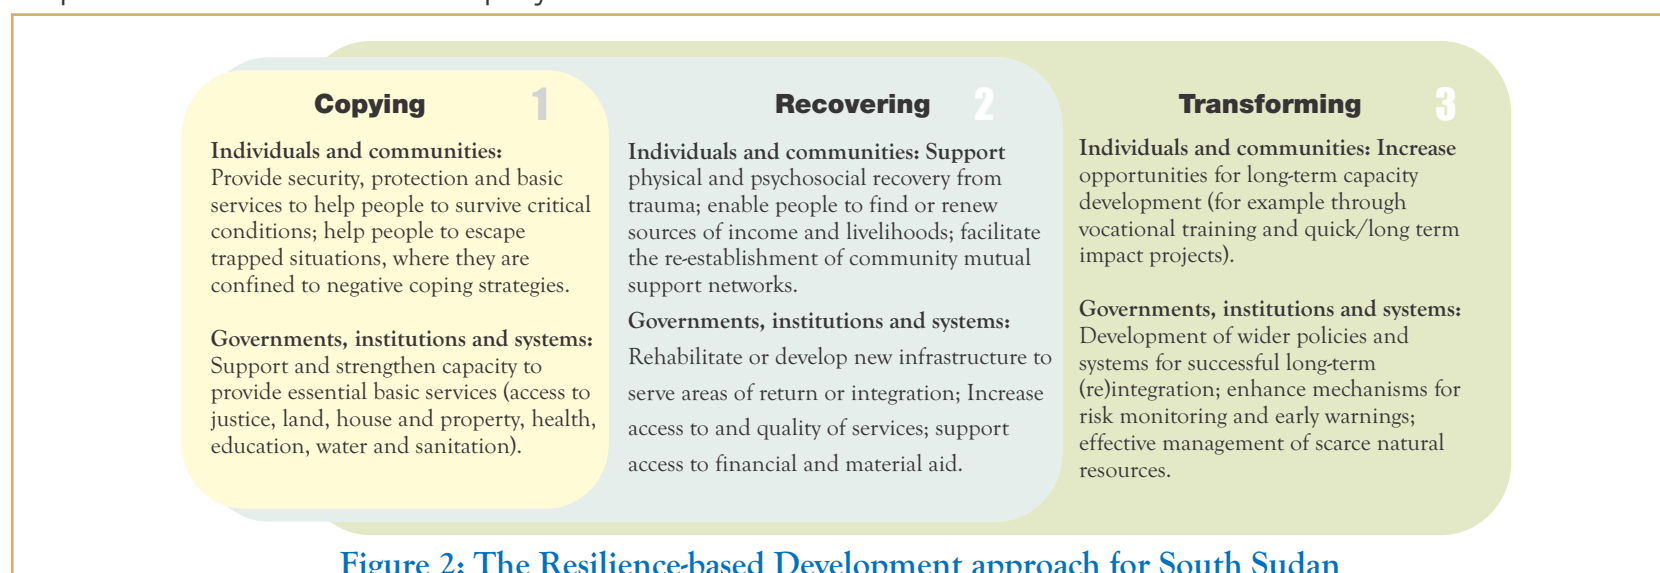 Copying 1
Individuals and communities:
Provide security, protection and basic
services to help people to survive critical
conditions; help people to escape
trapped situations, where they are
confined to negative coping strategies.
Governments, institutions and systems:
Support and strengthen capacity to
provide essential basic services (access to
justice, land, house and property, health,
education, water and sanitation).
Recovering 2
Individuals and communities: Support
physical and psychosocial recovery from
trauma; enable people to find or renew
sources of income and livelihoods; facilitate
the re-establishment of community mutual
support networks.
Governments, institutions and systems:
Rehabilitate or develop new infrastructure to
serve areas of return or integration; Increase
access to and quality of services; support
access to financial and material aid.
Transforming 3
Individuals and communities: Increase
opportunities for long-term capacity
development (for example through
vocational training and quick/long term
impact projects).
Governments, institutions and systems:
Development of wider policies and
systems for successful long-term
(re)integration; enhance mechanisms for
risk monitoring and early warnings;
effective management of scarce natural
resources.
Figure 2: The Resilience-based Development approach for South Sudan